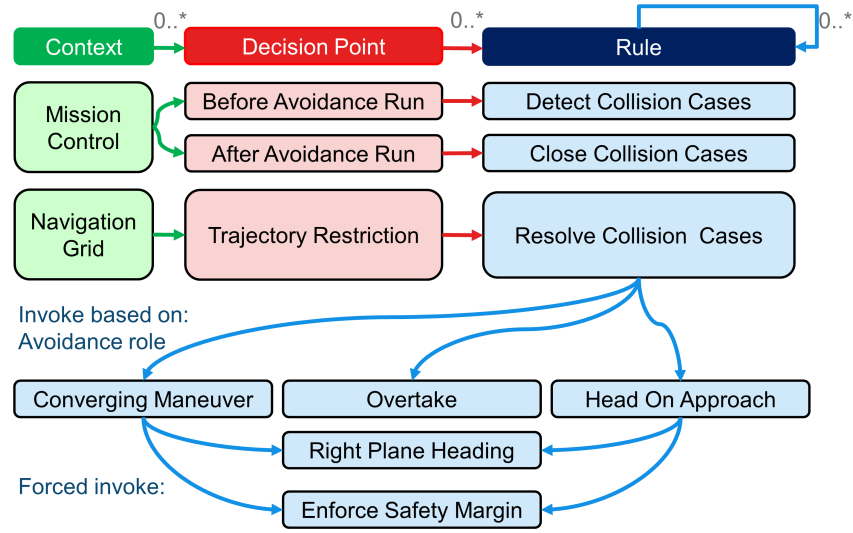 0..*
0..*
0..*
Context
Decision Point
Rule
Mission
Control
Before Avoidance Run
Detect Collision Cases
After Avoidance Run
Close Collision Cases
Navigation
Grid
Trajectory Restriction
Resolve Collision Cases
Invoke based on:
Avoidance role
Converging Maneuver
Overtake
Head On Approach
Right Plane Heading
Forced invoke:
Enforce Safety Margin